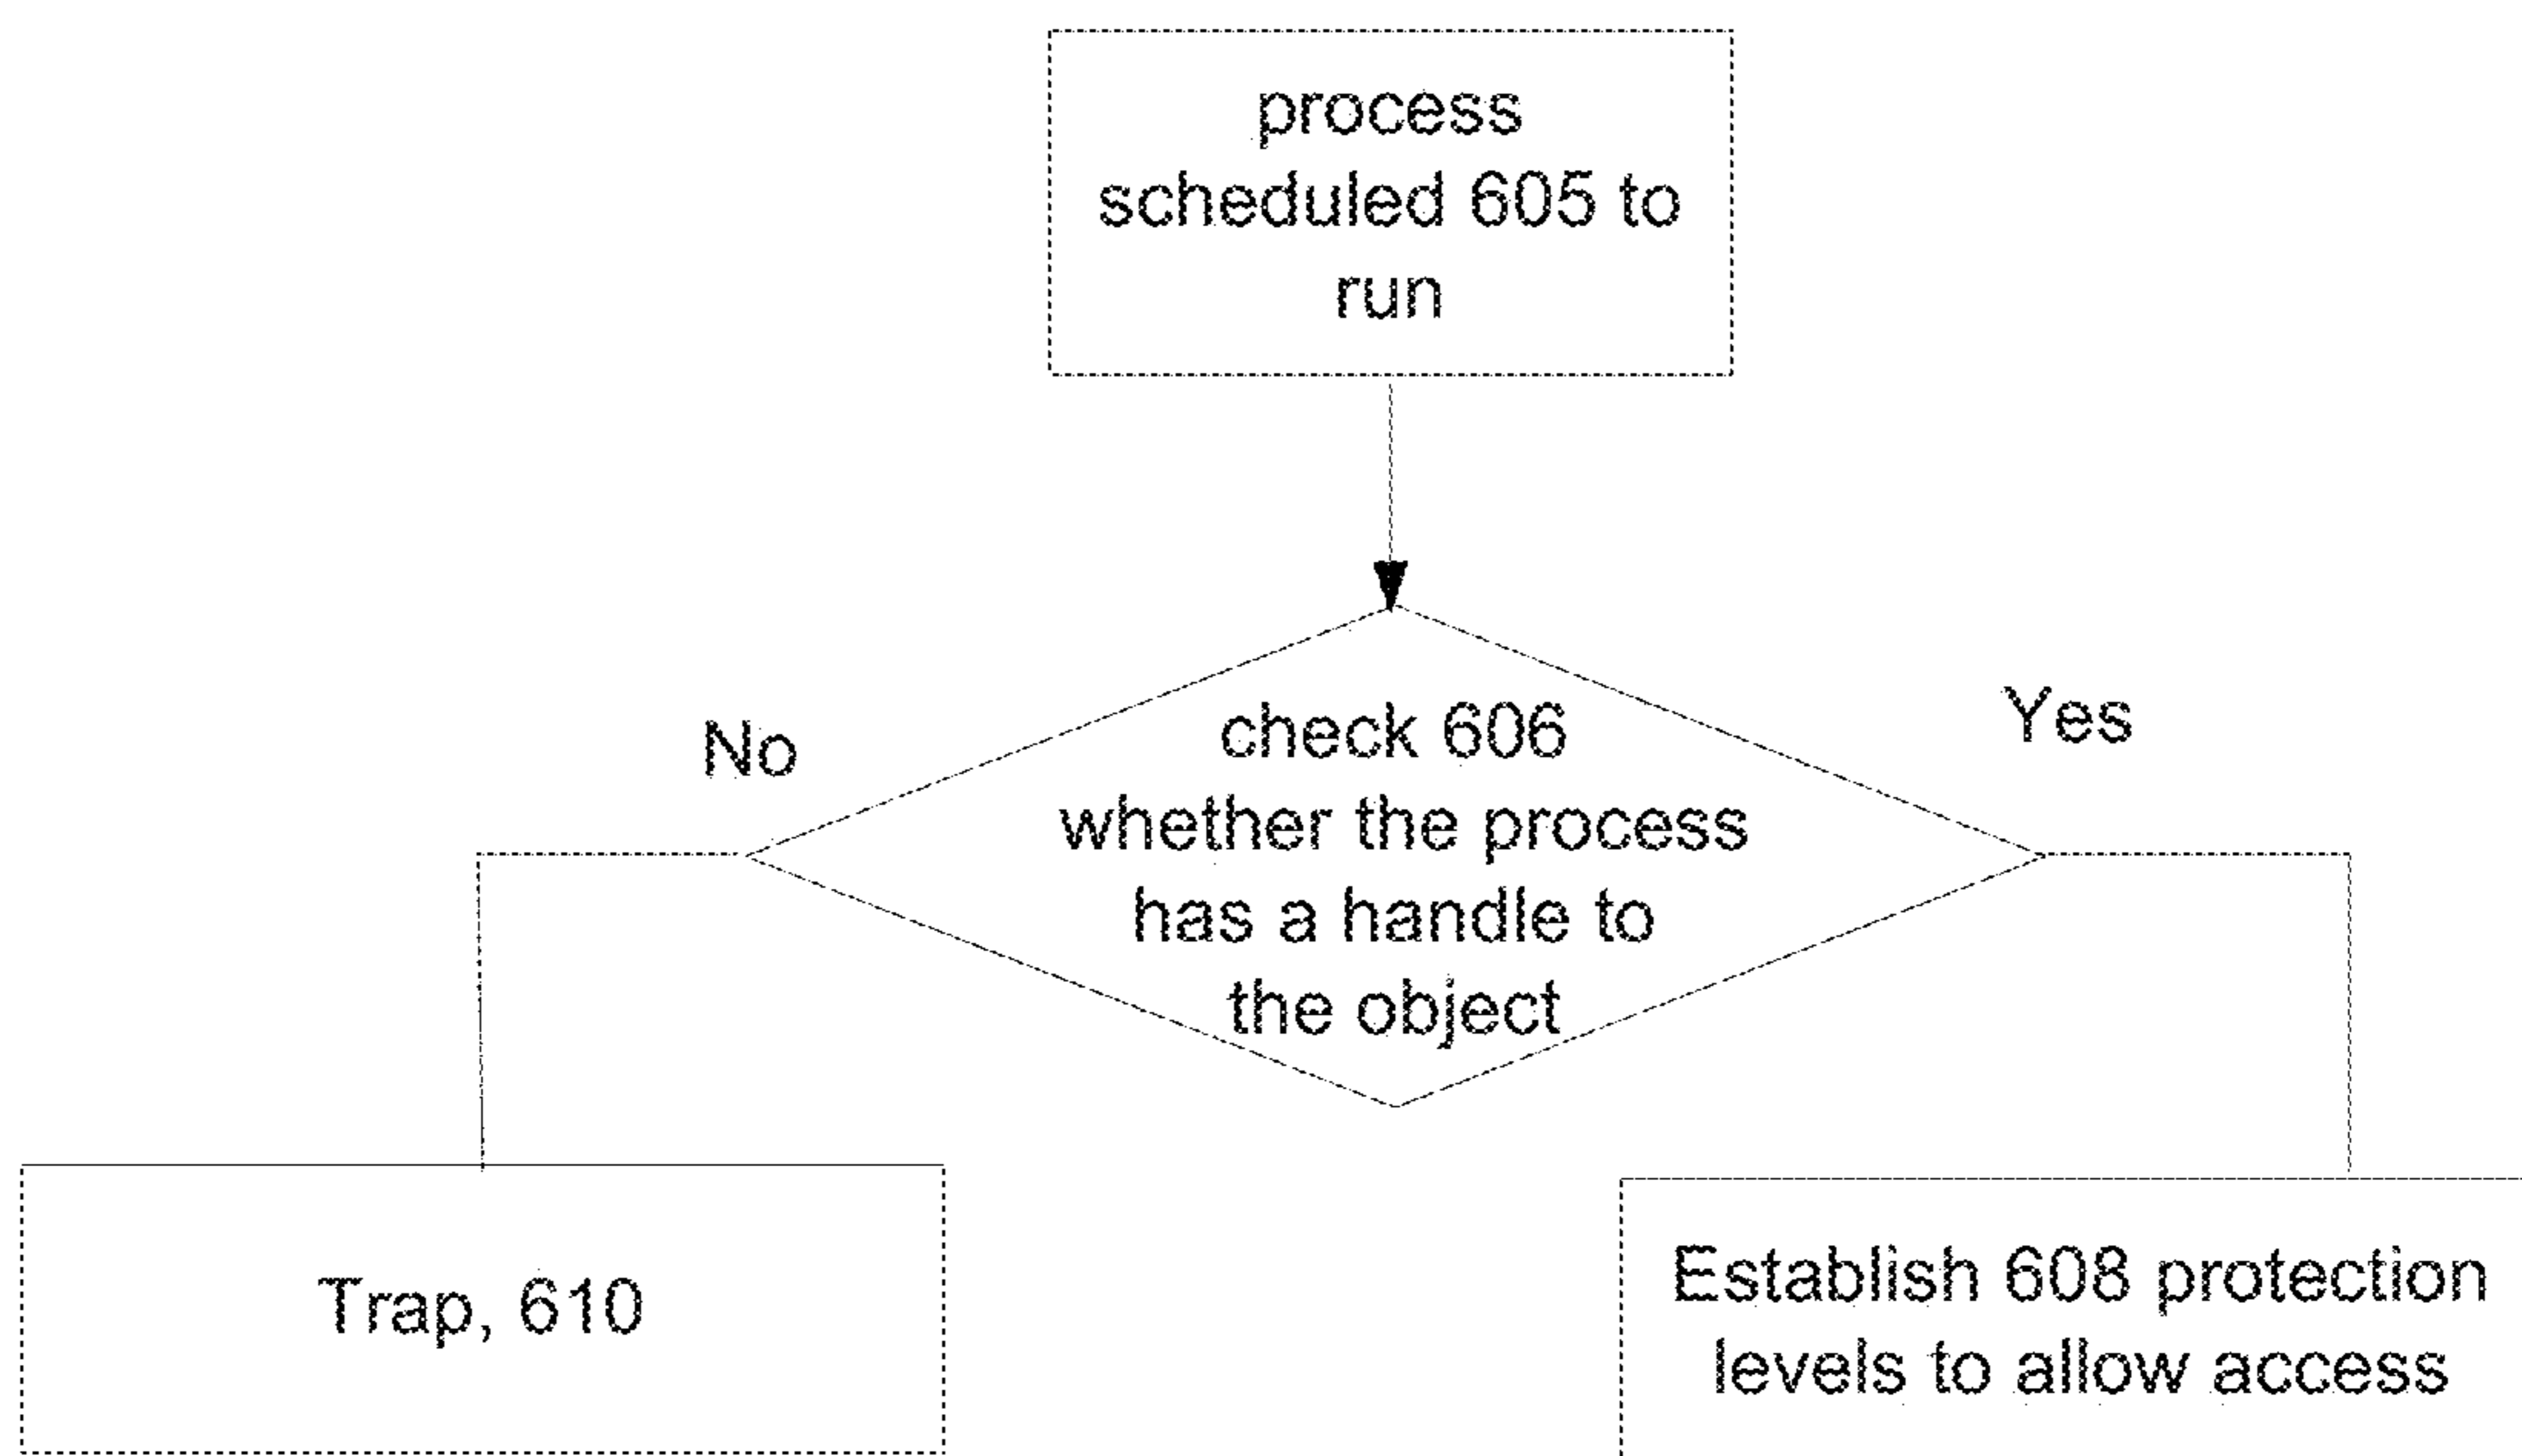 process
scheduled 605 to
run
No
Yes
check 606
whether the process
has a handle to
the object
Trap, 610
Establish 608 protection
levels to allow access